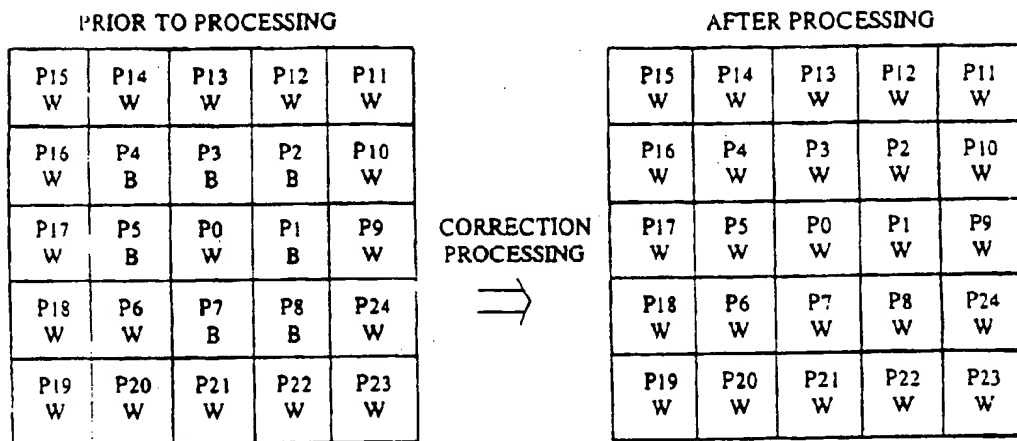 PRIOR TO PROCESSING
P15 P14 P13 P12 P11
W W W W W
P16 P4 P3 P2 P10
W B B B W
P17 P5 P0 P1 P9
W B W B W
P18 P6 P7 P8 P24
W W B B W
P19 P20 P21 P22 P23
W W W W W
CORRECTION
PROCESSING
AFTER PROCESSING
P15 P14 P13 P12 P11
W W W W W
P16 P4 P3 P2 P10
W W W W W
P17 P5 P0 P1 P9
W W W W W
P18 P6 P7 P8 P24
W W W W W
P19 P20 P21 P22 P23
W W W W W